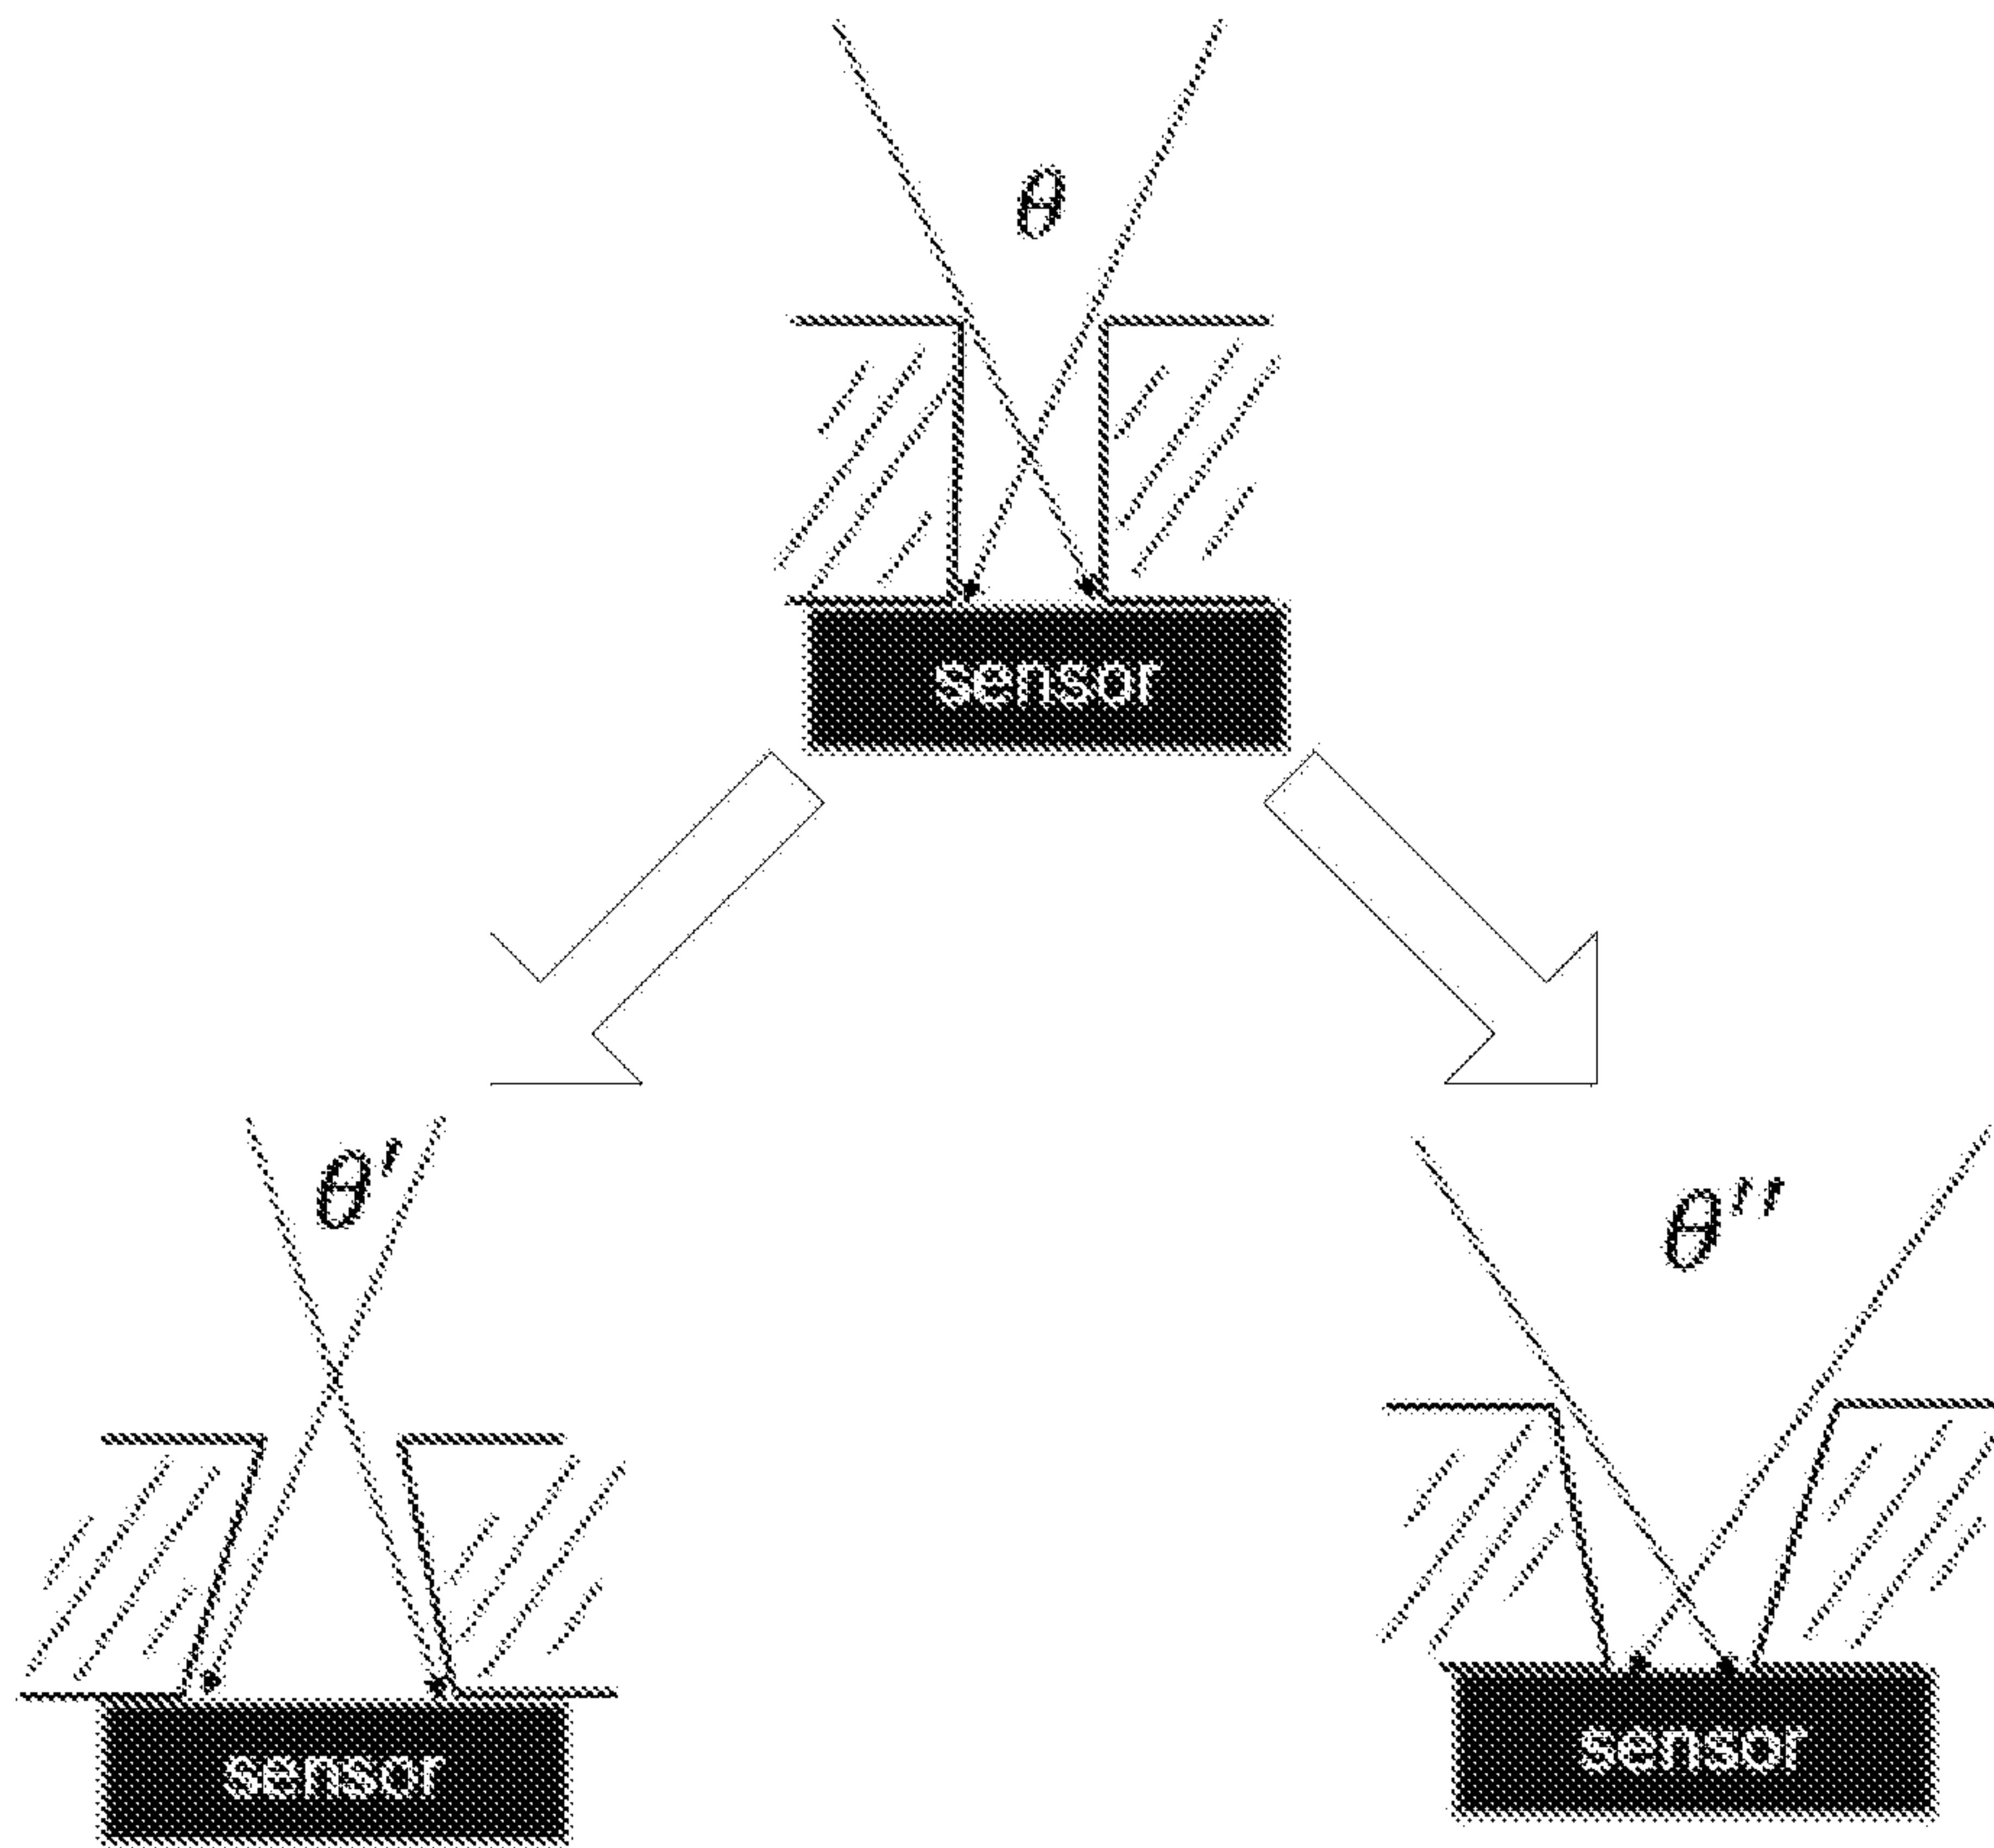 θ
sensor
θ′
θ″
sensor
sensor